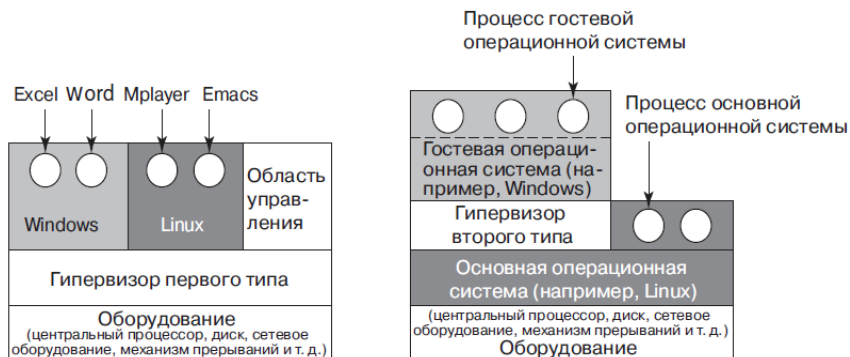 Excel Word Mplayer Emacs
Windows
Linux
Область
управ-
ления
Гипервизор первого типа
Оборудование
(центральный процессор, диск, сетевое
оборудование, механизм прерываний и т. д.)
Процесс гостевой
операционной системы
Процесс основной
операционной системы
Гостевая операци-
онная система (на-
пример, Windows)
Гипервизор
второго типа
Основная операционная
система (например, Linux)
(центральный процессор, диск, сетевое
оборудование, механизм прерываний и т. д.)
Оборудование